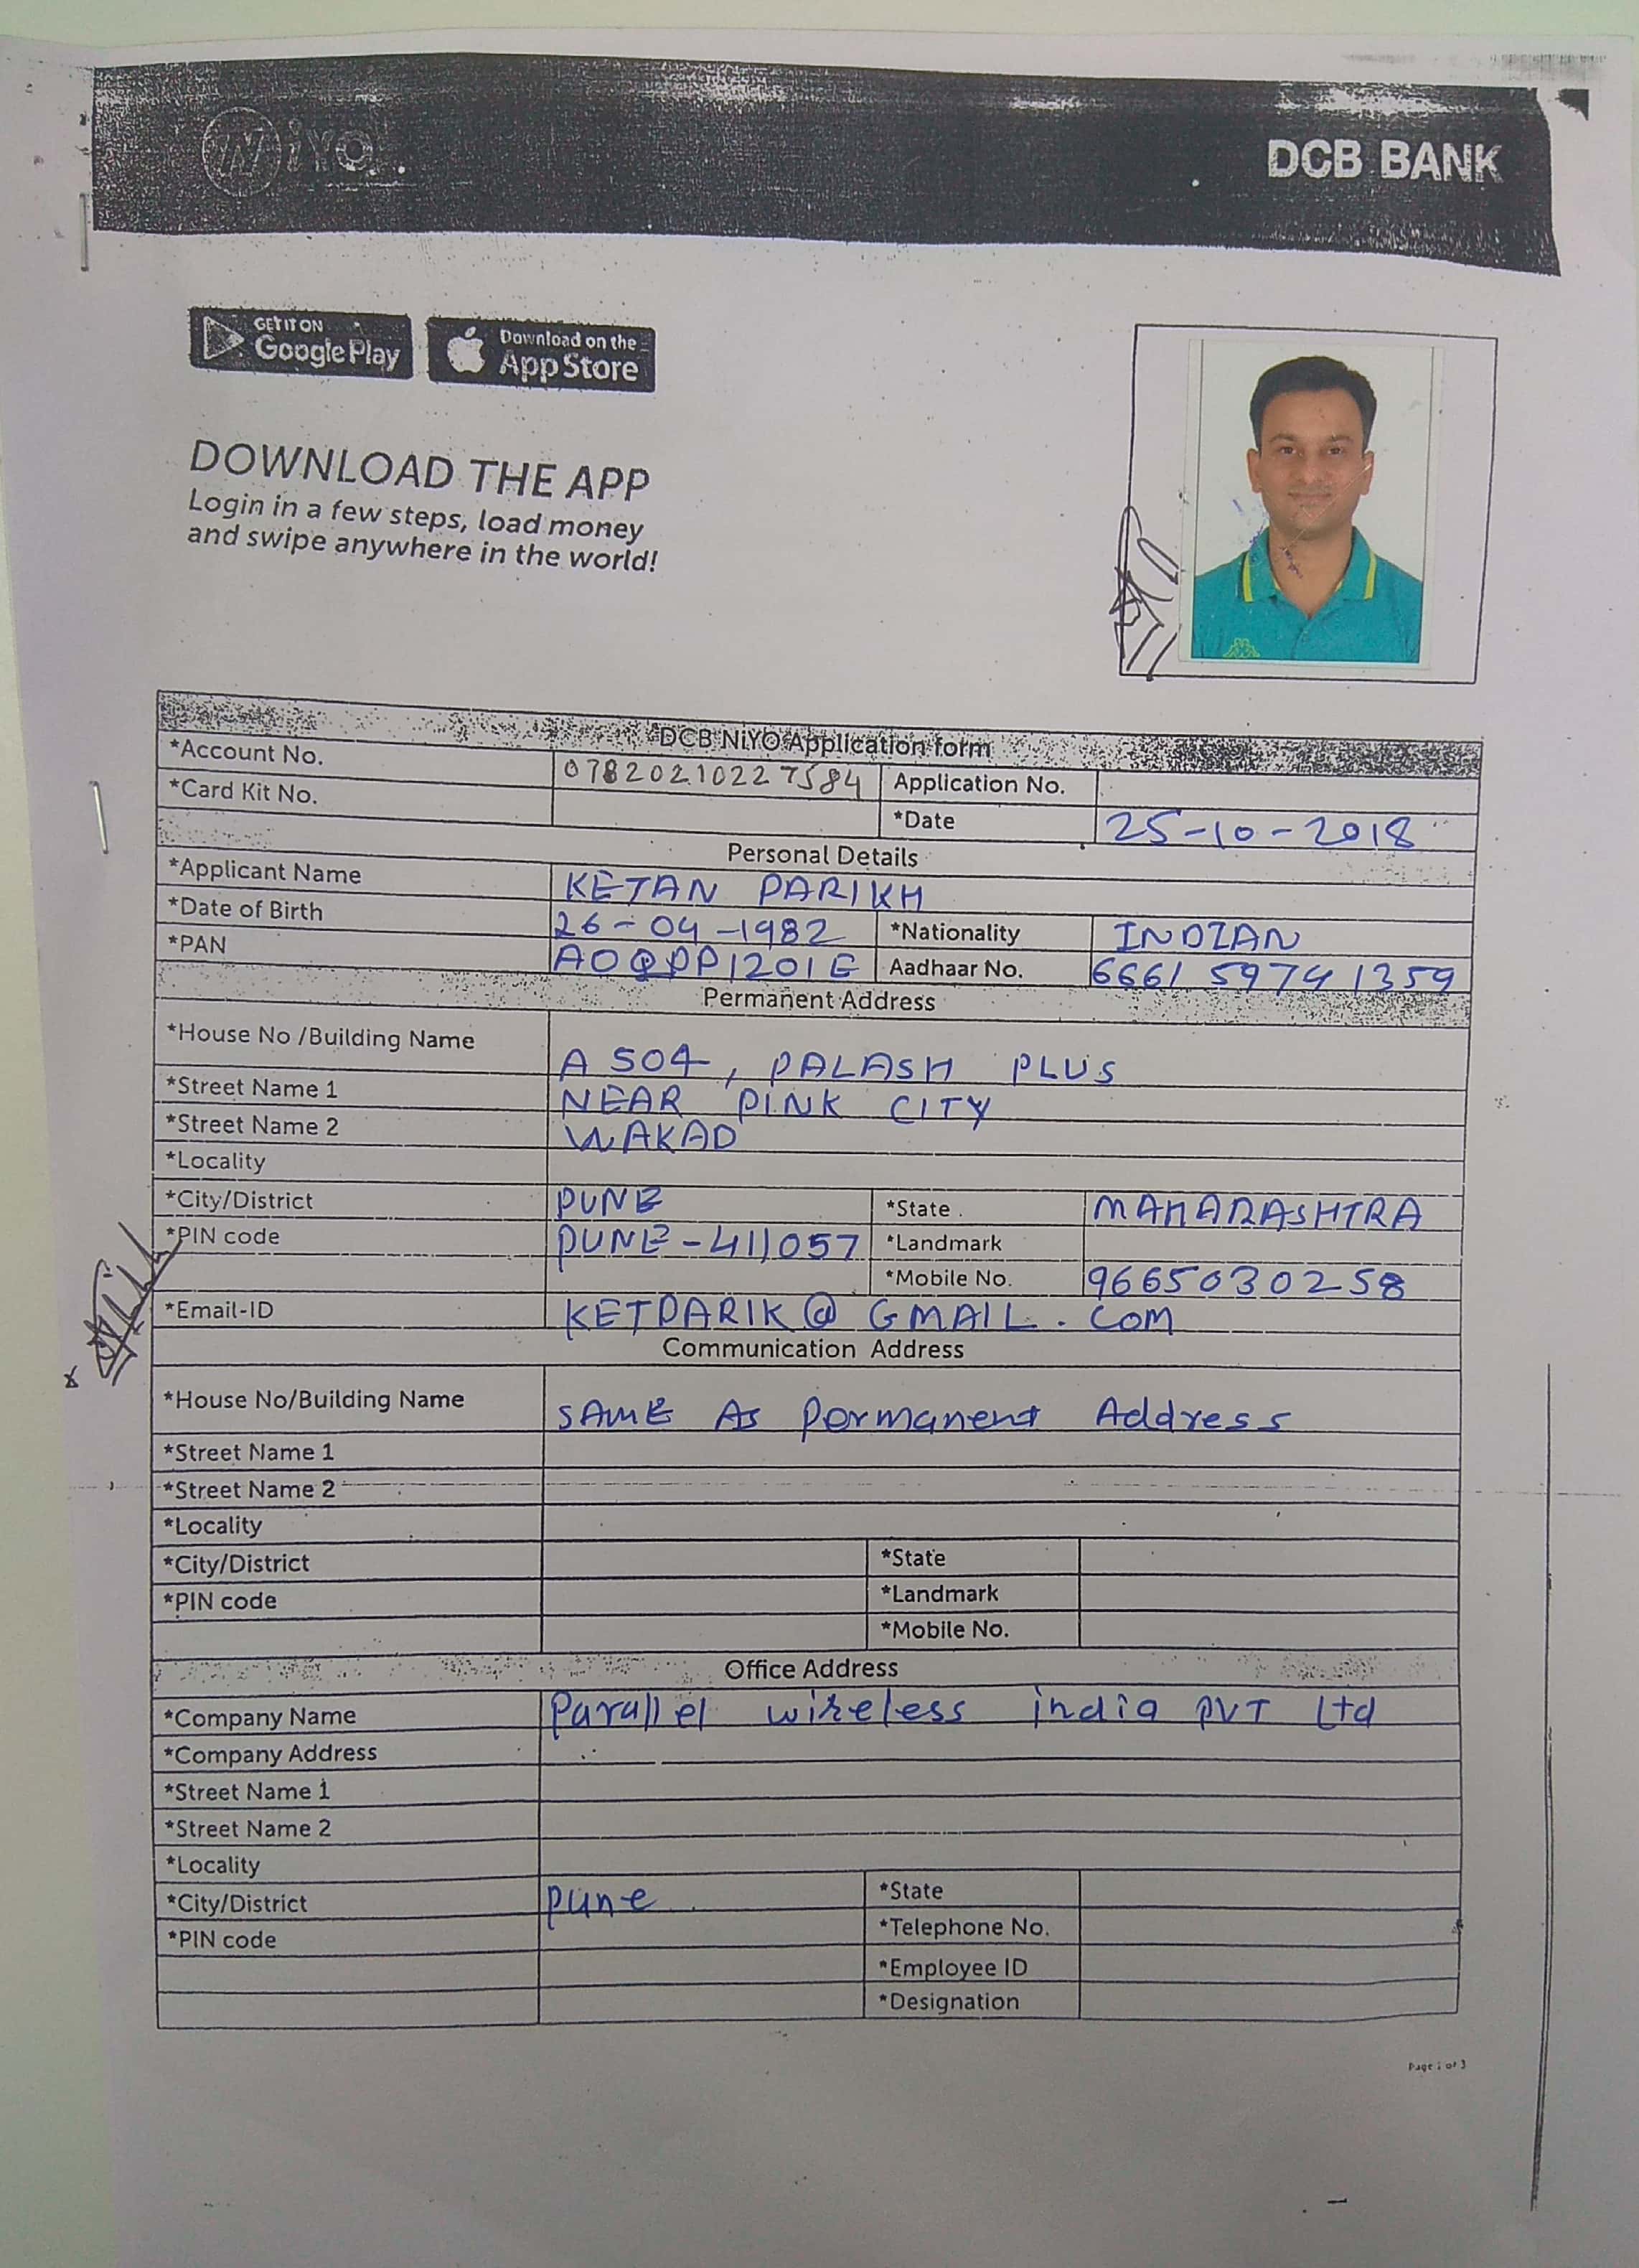 NiYO
DCB BANK
GET IT ON
Google Play
Download on the
App Store
DOWNLOAD THE APP
Login in a few steps, load money
and swipe anywhere in the world!
DCB NiYO Application form
*Account No. 07820210227584 Application No.
*Card Kit No. *Date 25-10-2018
Personal Details
*Applicant Name KETAN PARIKH
*Date of Birth 26-04-1982 *Nationality INDIAN
*PAN AOQPP1201E Aadhaar No. 6661 5974 1359
Permanent Address
*House No /Building Name A 504, PALASH PLUS
*Street Name 1 NEAR PINK CITY
*Street Name 2 WAKAD
*Locality
*City/District PUNE *State MAHARASHTRA
*PIN code PUNE-411057 *Landmark
*Mobile No. 9665030258
*Email-ID KETPARIK@GMAIL.COM
Communication Address
*House No/Building Name SAME As Permanent Address
*Street Name 1
*Street Name 2
*Locality
*City/District *State
*PIN code *Landmark
*Mobile No.
Office Address
*Company Name Parallel wireless india PVT Ltd
*Company Address
*Street Name 1
*Street Name 2
*Locality
*City/District pune *State
*PIN code *Telephone No.
*Employee ID
*Designation
Page 1 of 3